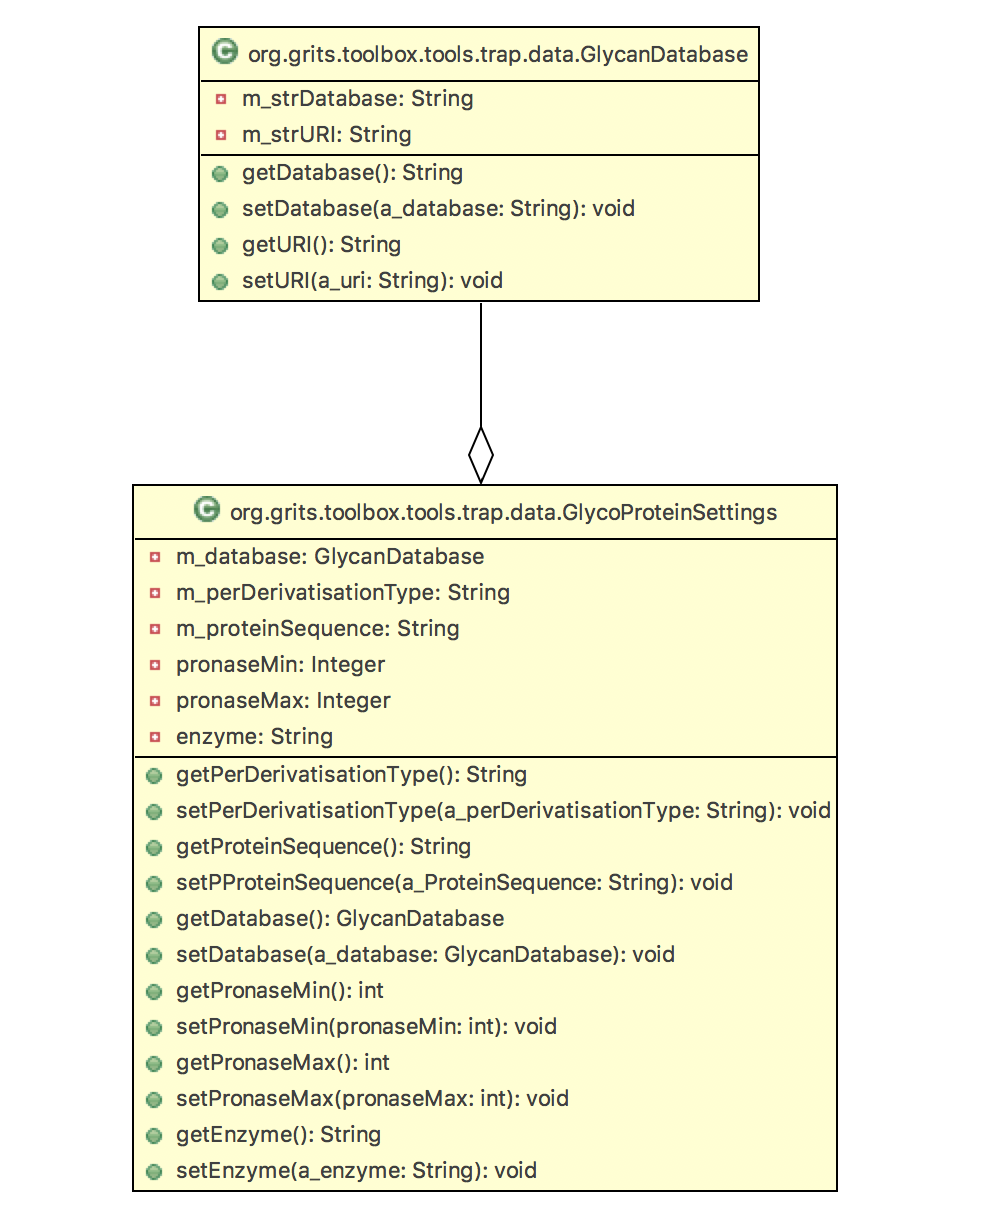 C org.grits.toolbox.tools.trap.data.GlycanDatabase
m_strDatabase: String
m_strURI: String
getDatabase(): String
setDatabase(a_database: String): void
getURI(): String
setURI(a_uri: String): void
C org.grits.toolbox.tools.trap.data.GlycoProteinSettings
m_database: GlycanDatabase
m_perDerivatisationType: String
m_proteinSequence: String
pronaseMin: Integer
pronaseMax: Integer
enzyme: String
getPerDerivatisationType(): String
setPerDerivatisationType(a_perDerivatisationType: String): void
getProteinSequence(): String
setPProteinSequence(a_ProteinSequence: String): void
getDatabase(): GlycanDatabase
setDatabase(a_database: GlycanDatabase): void
getPronaseMin(): int
setPronaseMin(pronaseMin: int): void
getPronaseMax(): int
setPronaseMax(pronaseMax: int): void
getEnzyme(): String
setEnzyme(a_enzyme: String): void